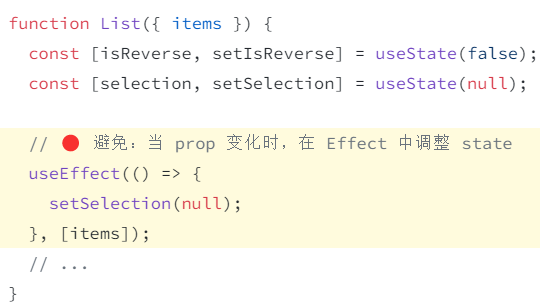 function List({ items }) {
  const [isReverse, setIsReverse] = useState(false);
  const [selection, setSelection] = useState(null);
  // 🔴 避免：当 prop 变化时，在 Effect 中调整 state
  useEffect(() => {
    setSelection(null);
  }, [items]);
  // ...
}